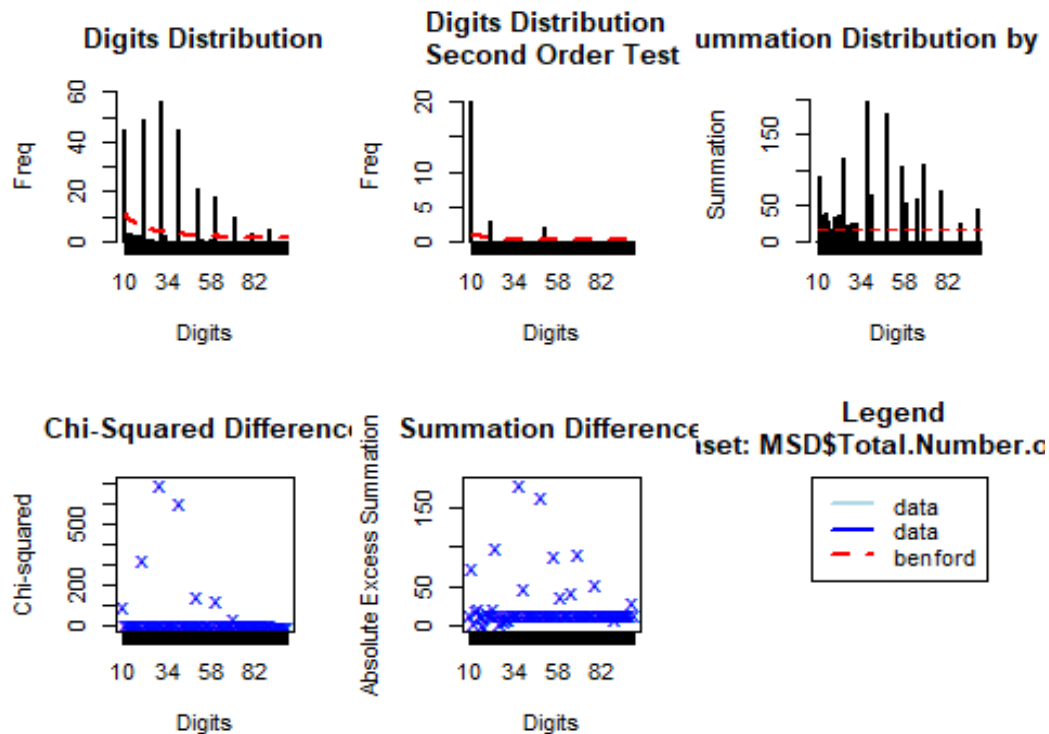 Digits Distribution
Freq
0
20
40
60
10 34 58 82
Digits
Digits Distribution
Second Order Test
Freq
0
5
15
20
10 34 58 82
Digits
ummation Distribution by
Summation
0
50
150
10 34 58 82
Digits
Chi-Squared Difference
Chi-squared
0
200
500
10 34 58 82
Digits
Summation Difference
Absolute Excess Summation
0
50
150
10 34 58 82
Digits
Legend
aset: MSD$Total.Number.o
data
data
benford